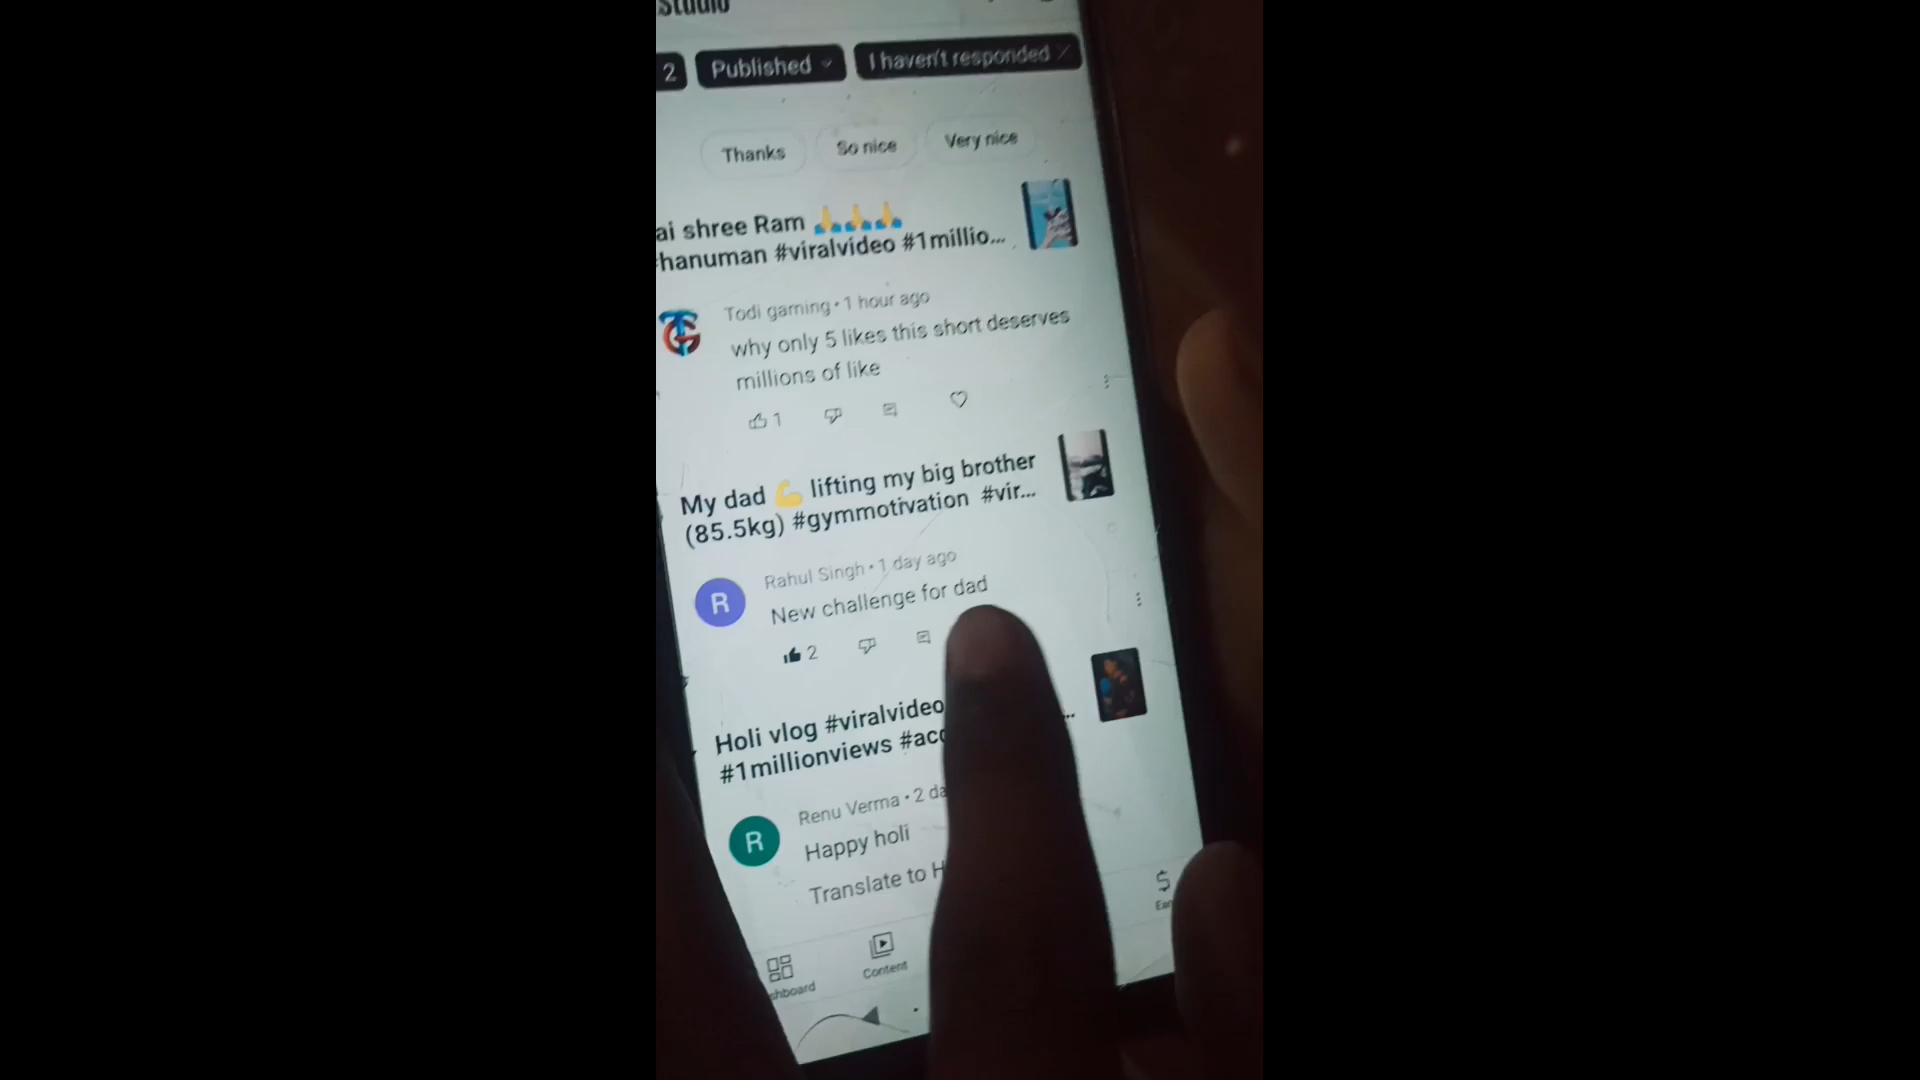 Studio
2
Published
I haven't responded
Thanks
So nice
Very nice
ai shree Ram 🙏🙏🙏
hanuman #viralvideo #1millio...
Todi gaming • 1 hour ago
why only 5 likes this short deserves
millions of like
1
My dad 💪 lifting my big brother
(85.5kg) #gymmotivation #vir...
R
Rahul Singh • 1 day ago
New challenge for dad
2
Holi vlog #viralvideo
#1millionviews #acc
R
Renu Verma • 2 da
Happy holi
Translate to H
shboard
Content
Ear